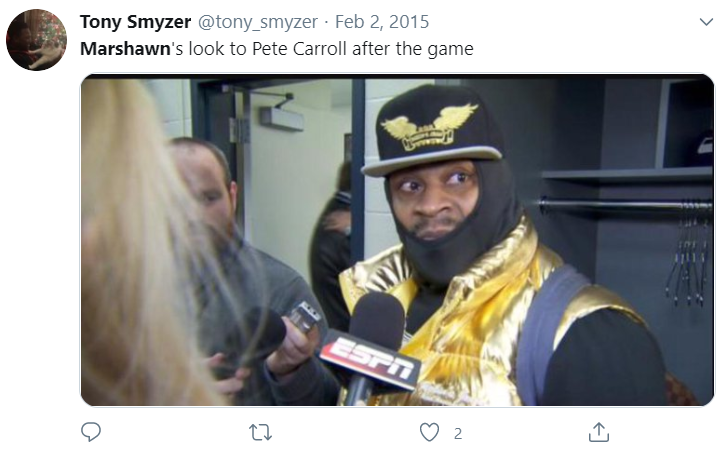 Tony Smyzer @tony_smyzer · Feb 2, 2015
Marshawn's look to Pete Carroll after the game
ESPN
2